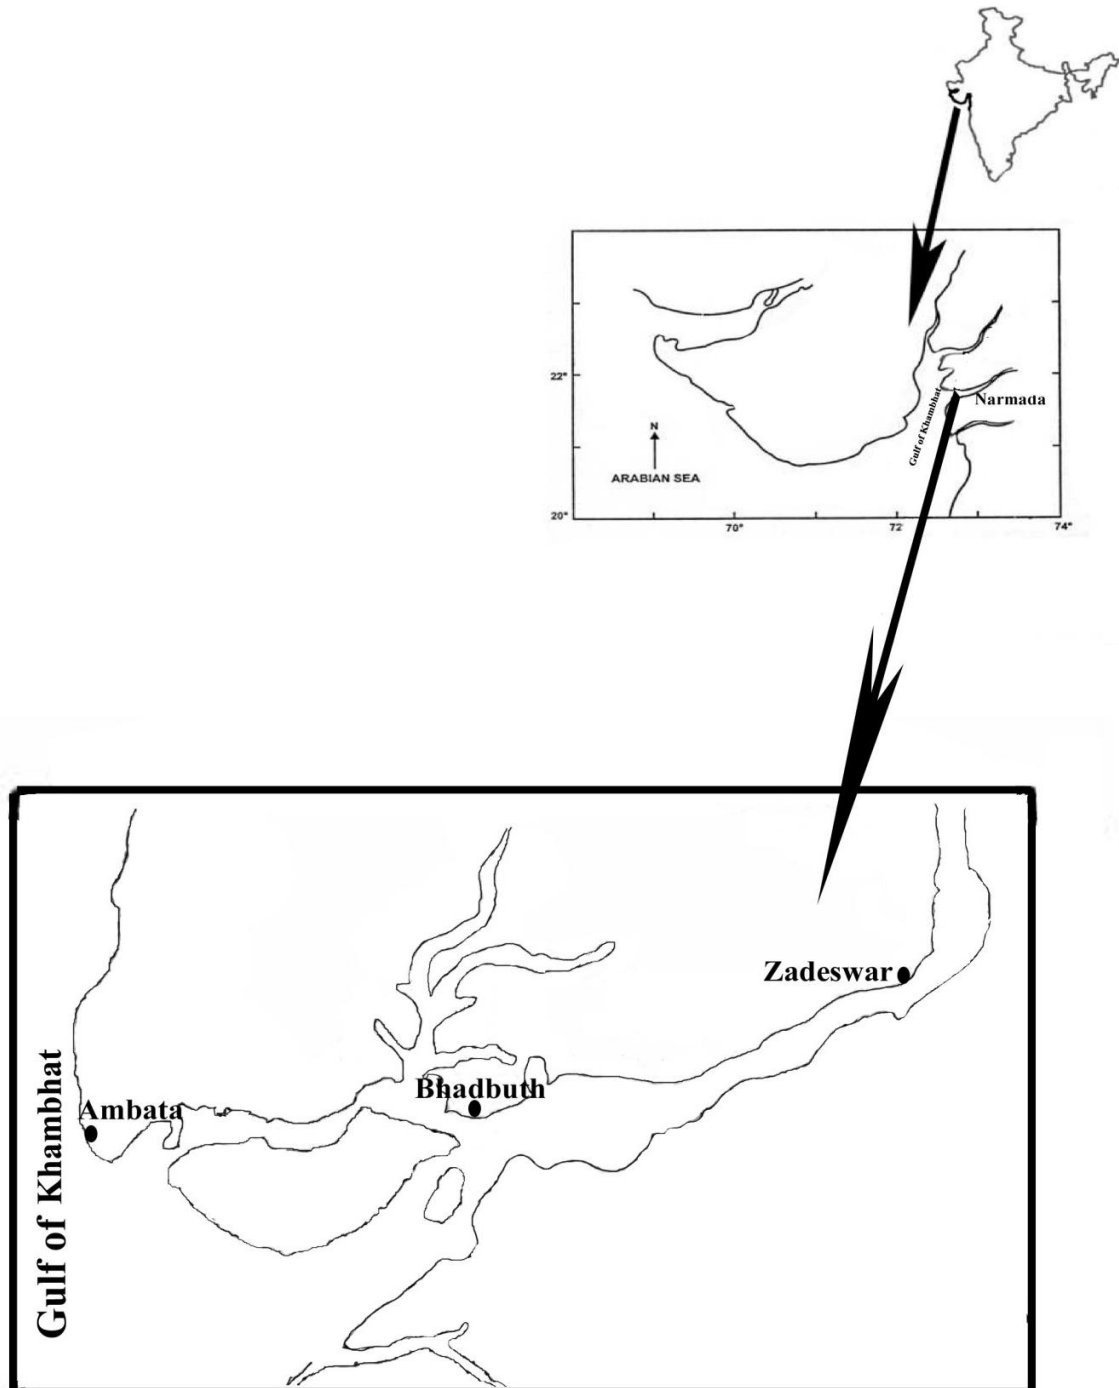 22°
Gulf of Khambhat
Narmada
N
ARABIAN SEA
20°
70°
72
74°
Zadeswar
Bhadbuth
Ambata
Gulf of Khambhat